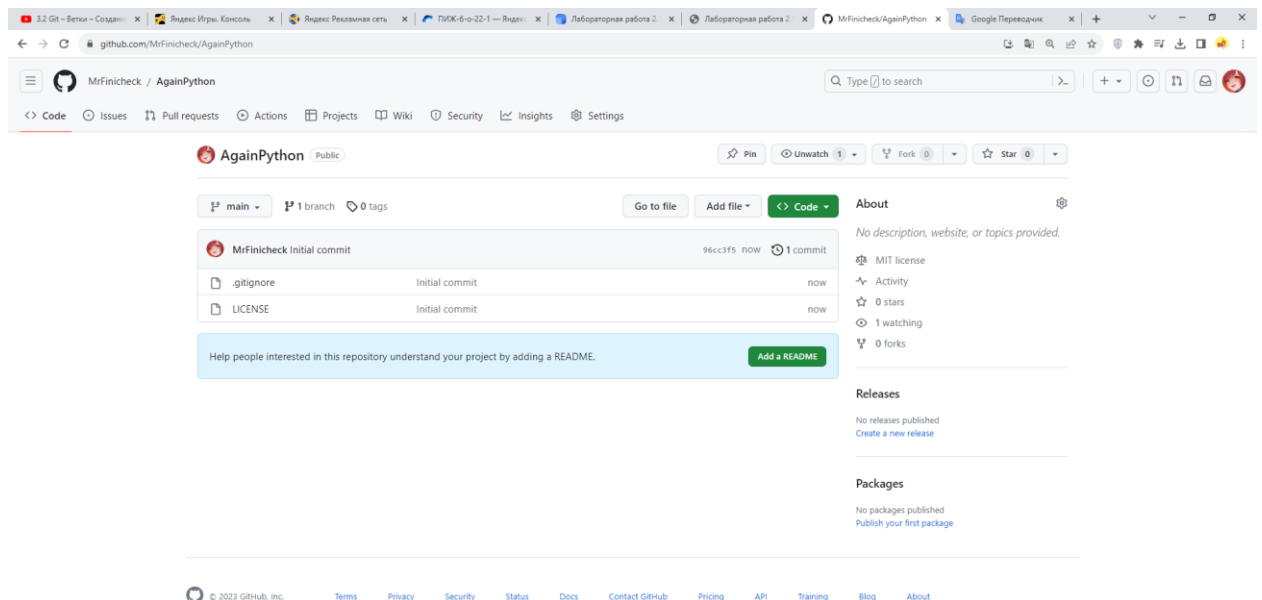 3.2 Git – Ветки – Создани
Яндекс Игры. Консоль
Яндекс Рекламная сеть
ПИЖ-б-о-22-1 — Яндекс
Лабораторная работа 2.
Лабораторная работа 2.
MrFinicheck/AgainPython
Google Переводчик
github.com/MrFinicheck/AgainPython
MrFinicheck / AgainPython
Type / to search
Code Issues Pull requests Actions Projects Wiki Security Insights Settings
AgainPython Public
Pin Unwatch 1 Fork 0 Star 0
main 1 branch 0 tags Go to file Add file Code
MrFinicheck Initial commit 96cc3f5 now 1 commit
.gitignore Initial commit now
LICENSE Initial commit now
Help people interested in this repository understand your project by adding a README. Add a README
About
No description, website, or topics provided.
MIT license
Activity
0 stars
1 watching
0 forks
Releases
No releases published
Create a new release
Packages
No packages published
Publish your first package
© 2023 GitHub, Inc. Terms Privacy Security Status Docs Contact GitHub Pricing API Training Blog About